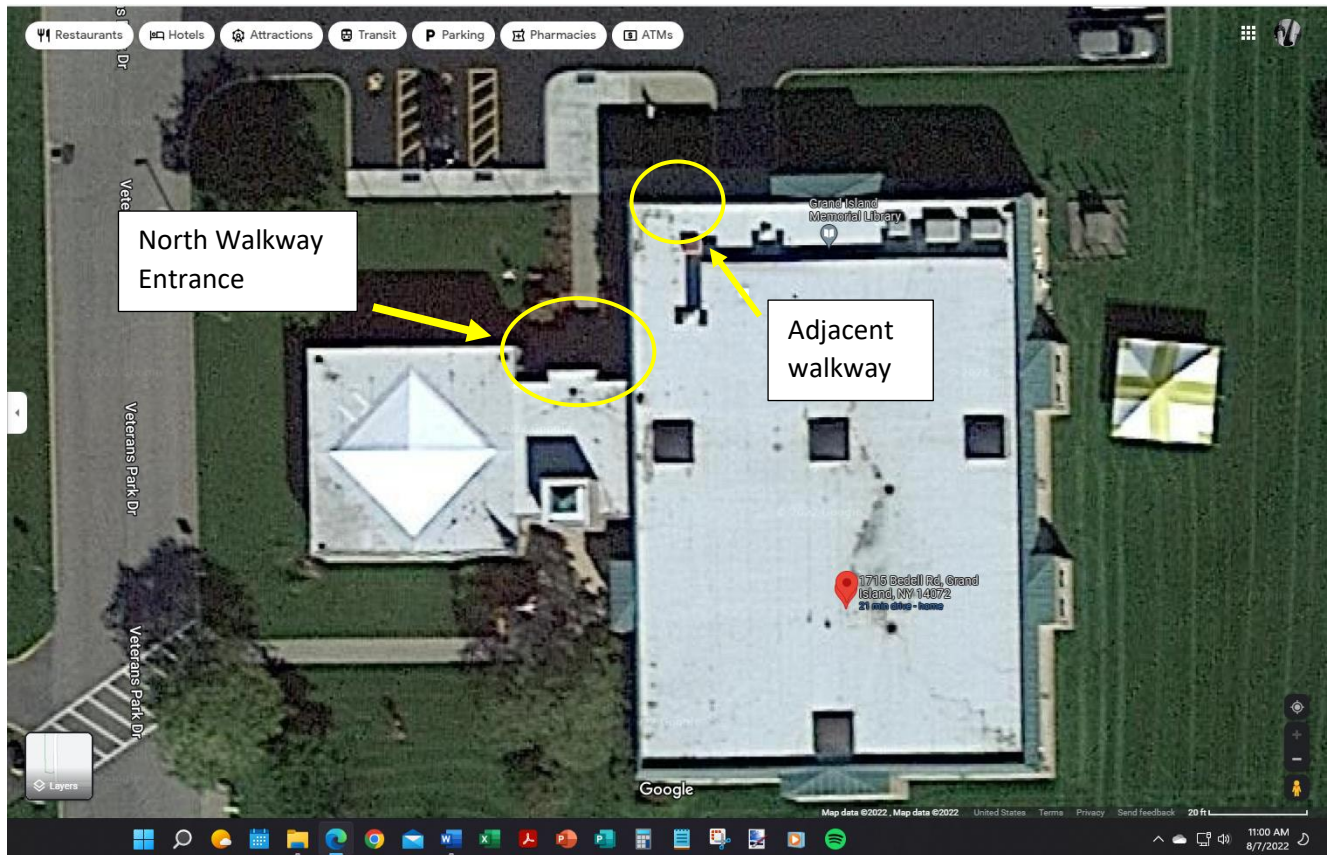 Restaurants
Hotels
Attractions
Transit
Parking
Pharmacies
ATMs
s
Dr
Vete
North Walkway
Entrance
Grand Island
Memorial Library
Adjacent
walkway
Veterans Park Dr
1715 Bedell Rd, Grand
Island, NY 14072
21 min drive - home
Veterans Park Dr
Layers
Google
Map data ©2022 , Map data ©2022 United States Terms Privacy Send feedback 20 ft
11:00 AM
8/7/2022